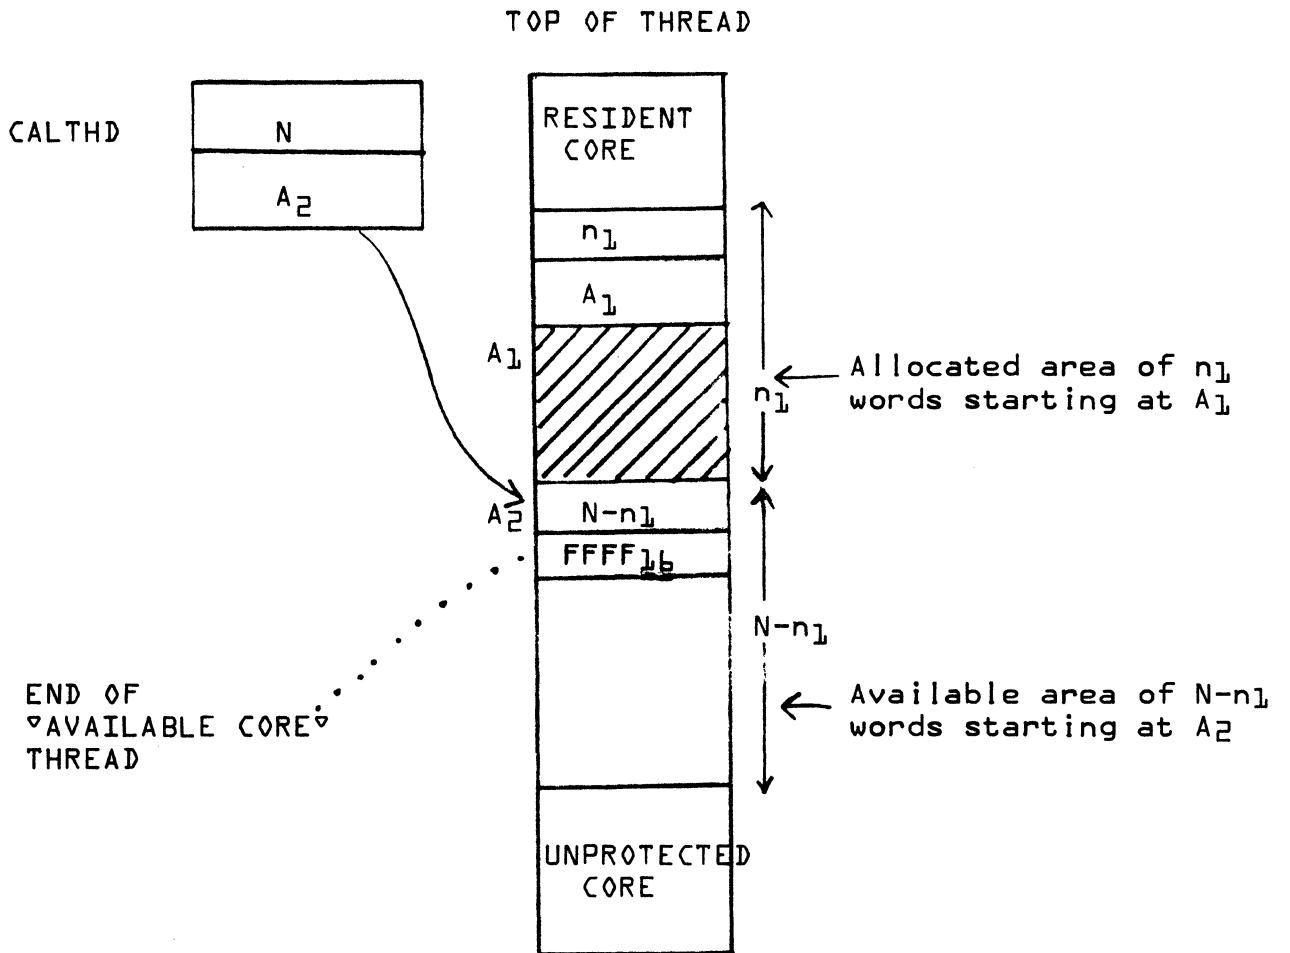 TOP OF THREAD
CALTHD
N
A2
RESIDENT
CORE
n1
A1
A1
n1
Allocated area of n1
words starting at A1
A2
N-n1
FFFF16
N-n1
END OF
▿AVAILABLE CORE▿
THREAD
Available area of N-n1
words starting at A2
UNPROTECTED
CORE